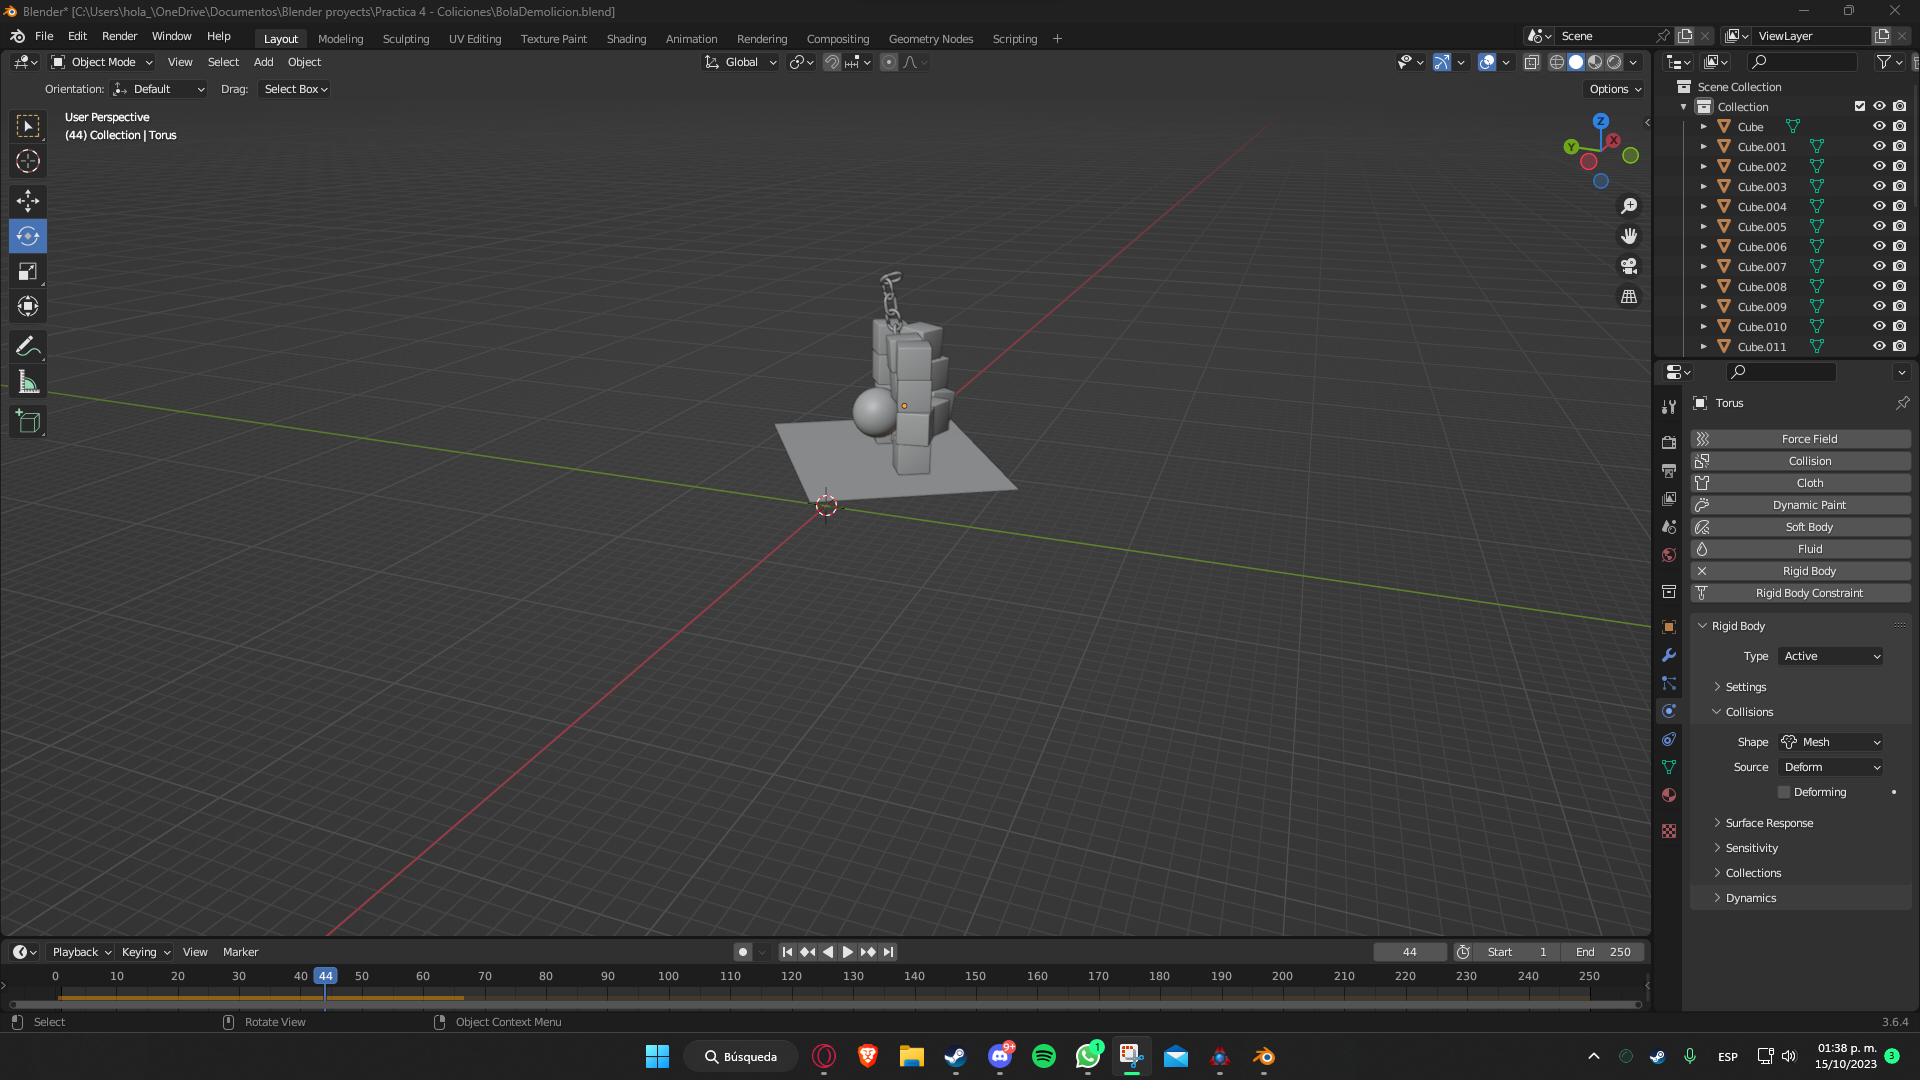 Blender* [C:\Users\hola_\OneDrive\Documentos\Blender proyects\Practica 4 - Coliciones\BolaDemolicion.blend]
File Edit Render Window Help Layout Modeling Sculpting UV Editing Texture Paint Shading Animation Rendering Compositing Geometry Nodes Scripting + Scene ViewLayer
Object Mode View Select Add Object Global
Orientation: Default Drag: Select Box Options
User Perspective
(44) Collection | Torus
Z
X
Y
Scene Collection
Collection
Cube
Cube.001
Cube.002
Cube.003
Cube.004
Cube.005
Cube.006
Cube.007
Cube.008
Cube.009
Cube.010
Cube.011
Torus
Force Field
Collision
Cloth
Dynamic Paint
Soft Body
Fluid
Rigid Body
Rigid Body Constraint
Rigid Body
Type Active
Settings
Collisions
Shape Mesh
Source Deform
Deforming
Surface Response
Sensitivity
Collections
Dynamics
Playback Keying View Marker 44 Start 1 End 250
0 10 20 30 40 44 50 60 70 80 90 100 110 120 130 140 150 160 170 180 190 200 210 220 230 240 250
Select Rotate View Object Context Menu 3.6.4
Búsqueda 9+ 1 ESP 01:38 p. m. 3
15/10/2023